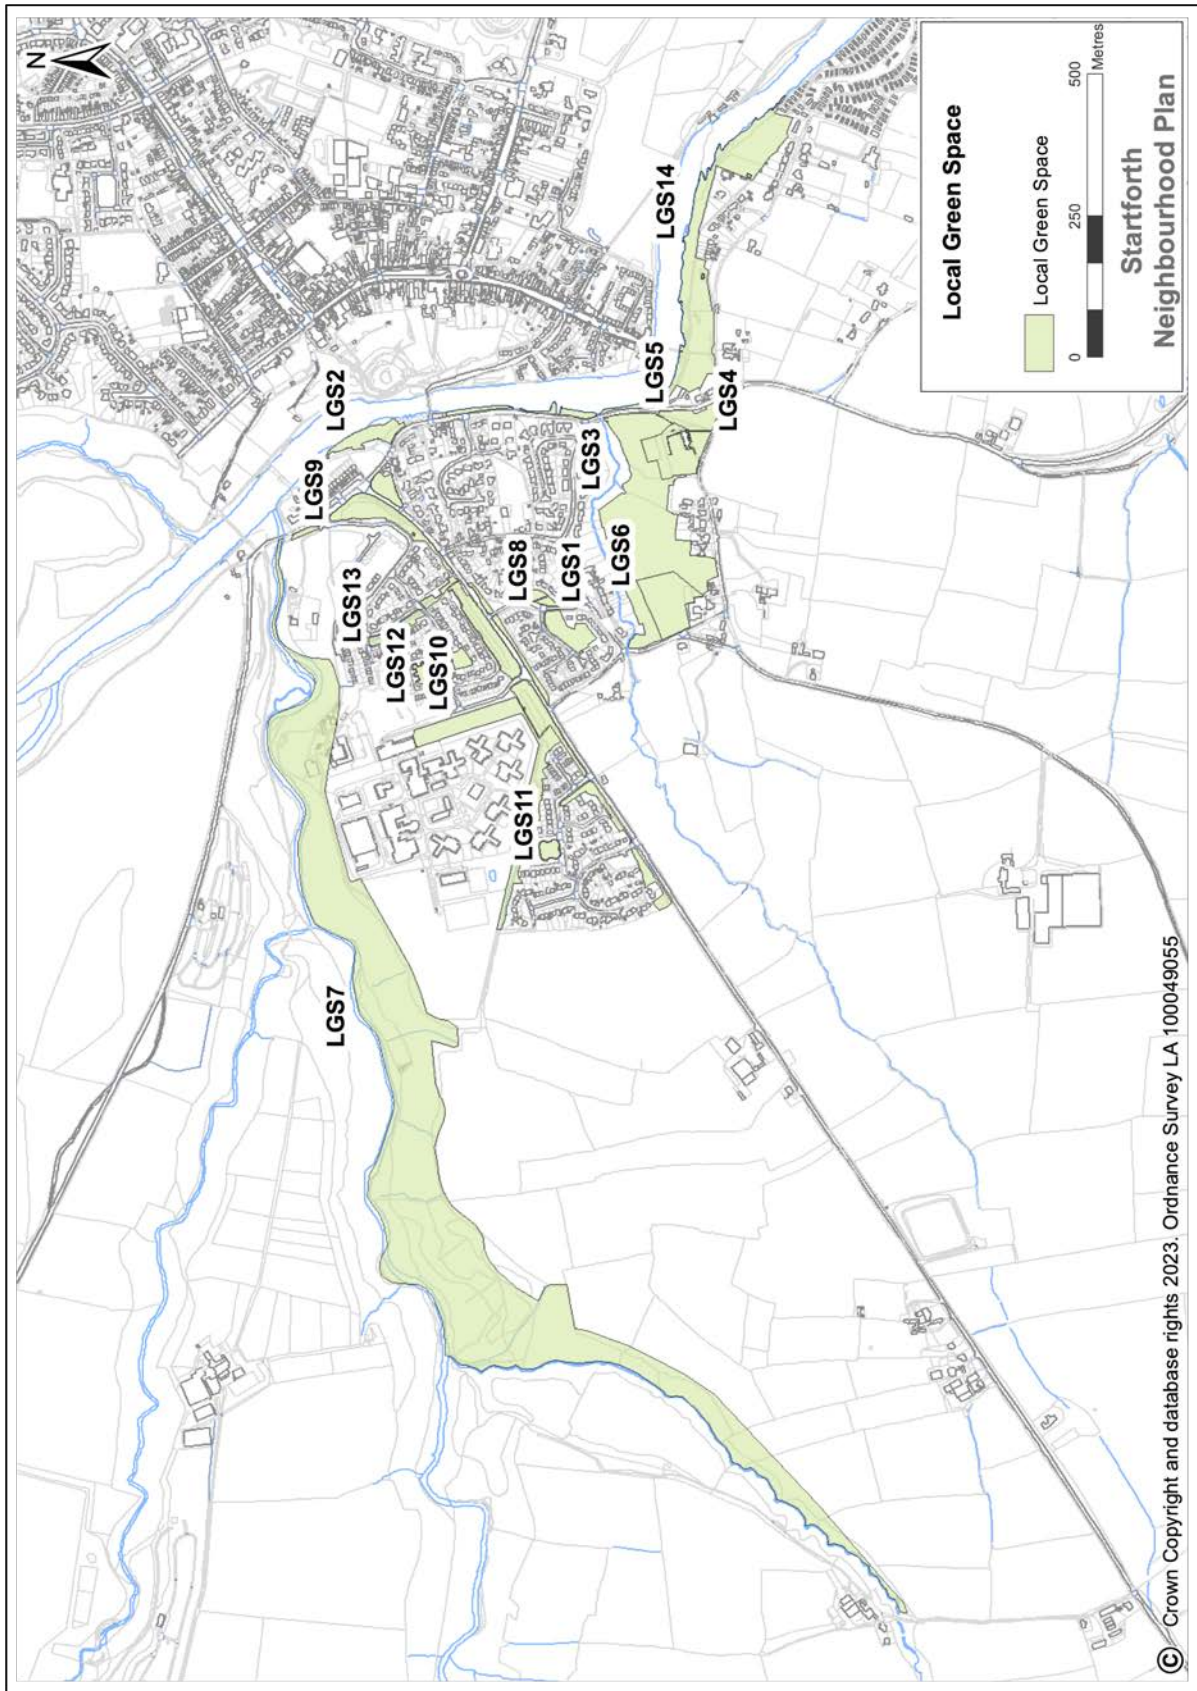 N
LGS2
LGS9
LGS13
LGS12
LGS10
LGS8
LGS1
LGS3
LGS6
LGS5
LGS4
LGS14
LGS11
LGS7
Local Green Space
Local Green Space
0 250 500
Metres
Startforth
Neighbourhood Plan
© Crown Copyright and database rights 2023. Ordnance Survey LA 100049055